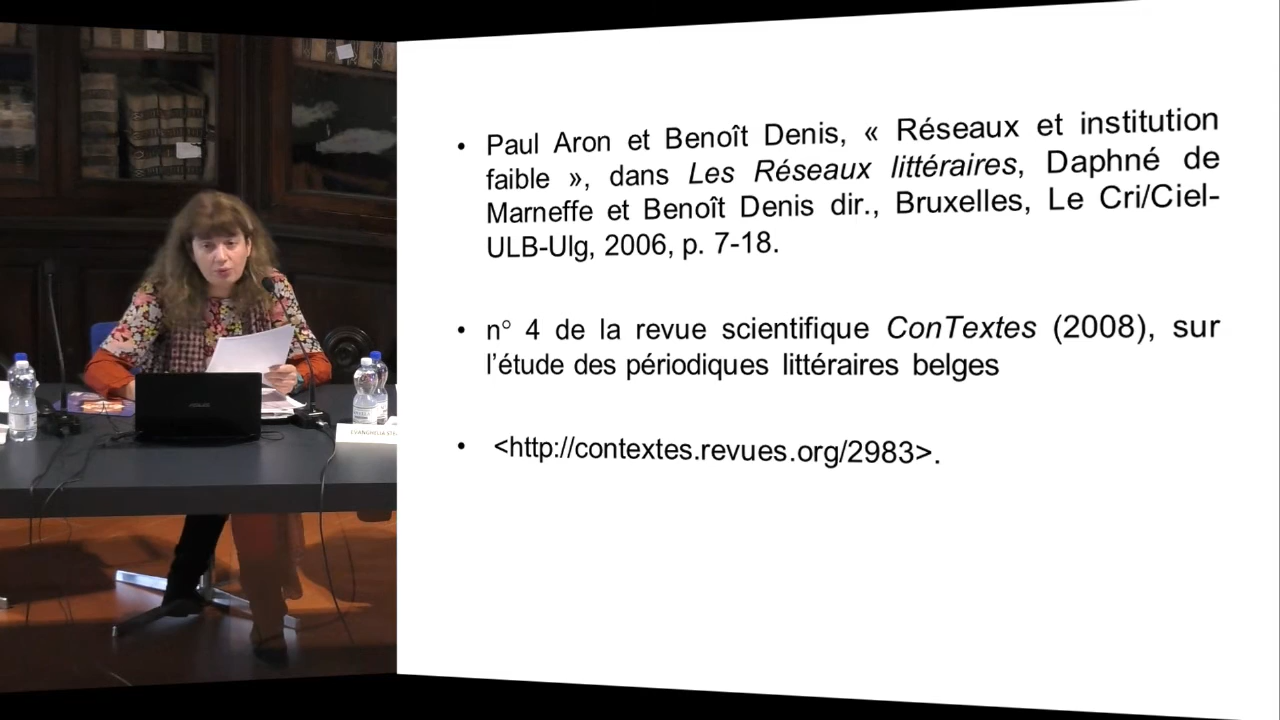 • Paul Aron et Benoît Denis, « Réseaux et institution
faible », dans Les Réseaux littéraires, Daphné de
Marneffe et Benoît Denis dir., Bruxelles, Le Cri/Ciel-
ULB-Ulg, 2006, p. 7-18.
• n° 4 de la revue scientifique ConTextes (2008), sur
l’étude des périodiques littéraires belges
• <http://contextes.revues.org/2983>.
ASUS
EVANGHELIA